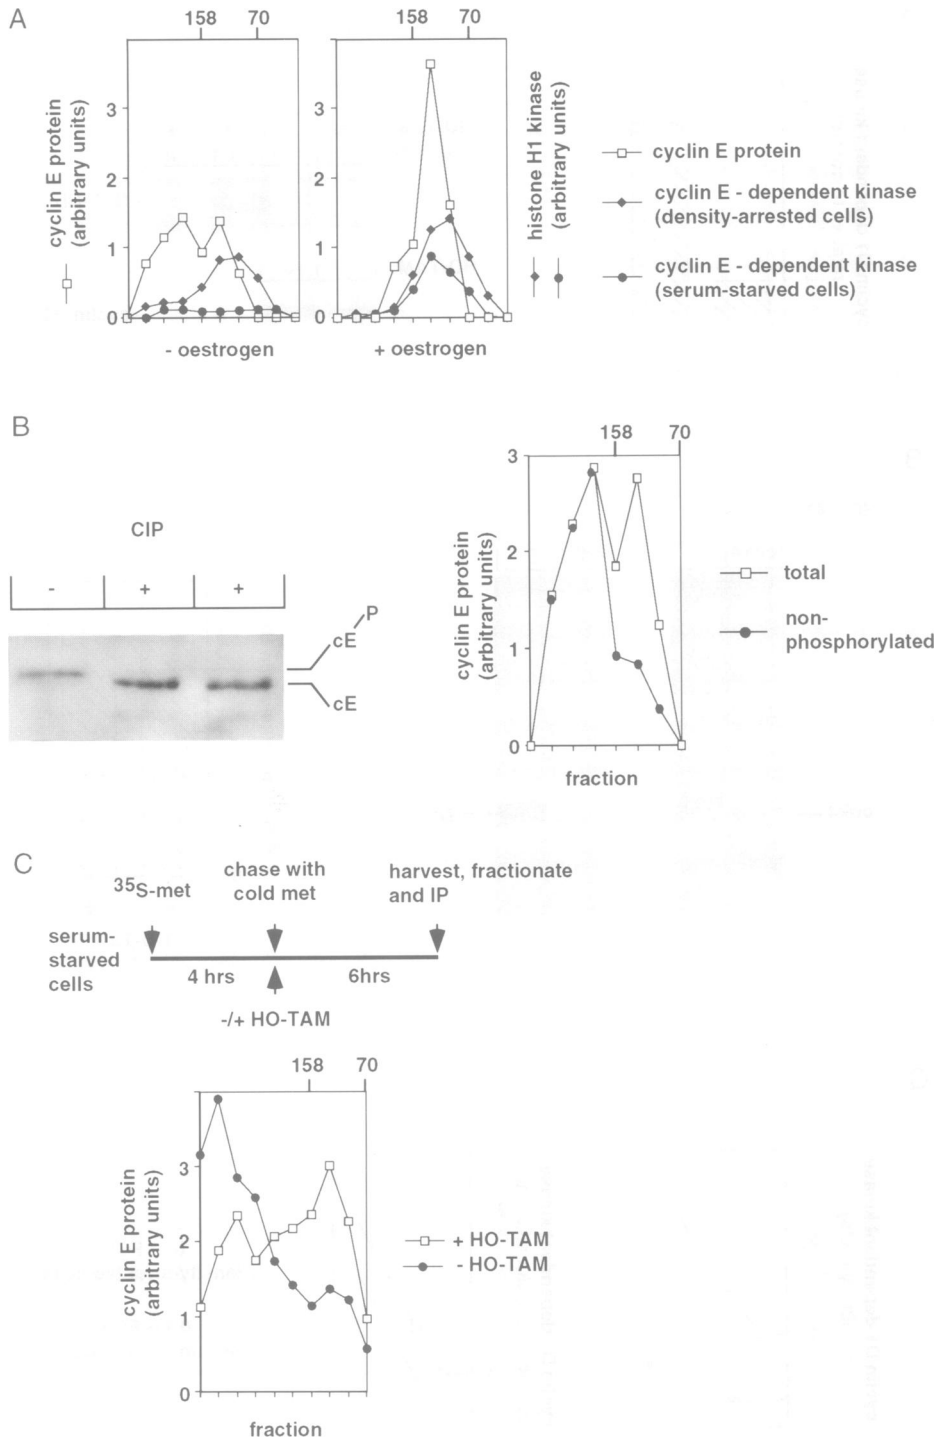 A
158
70
158
70
cyclin E protein
(arbitrary units)
3
2
1
0
3
2
1
0
- oestrogen
+ oestrogen
histone H1 kinase
(arbitrary units)
cyclin E protein
cyclin E - dependent kinase
(density-arrested cells)
cyclin E - dependent kinase
(serum-starved cells)
B
CIP
- + +
P
cE
cE
158
70
cyclin E protein
(arbitrary units)
3
2
1
0
fraction
total
non-
phosphorylated
C
35S-met
chase with
cold met
harvest, fractionate
and IP
serum-
starved
cells
4 hrs
6hrs
-/+ HO-TAM
158
70
cyclin E protein
(arbitrary units)
3
2
1
0
fraction
+ HO-TAM
- HO-TAM